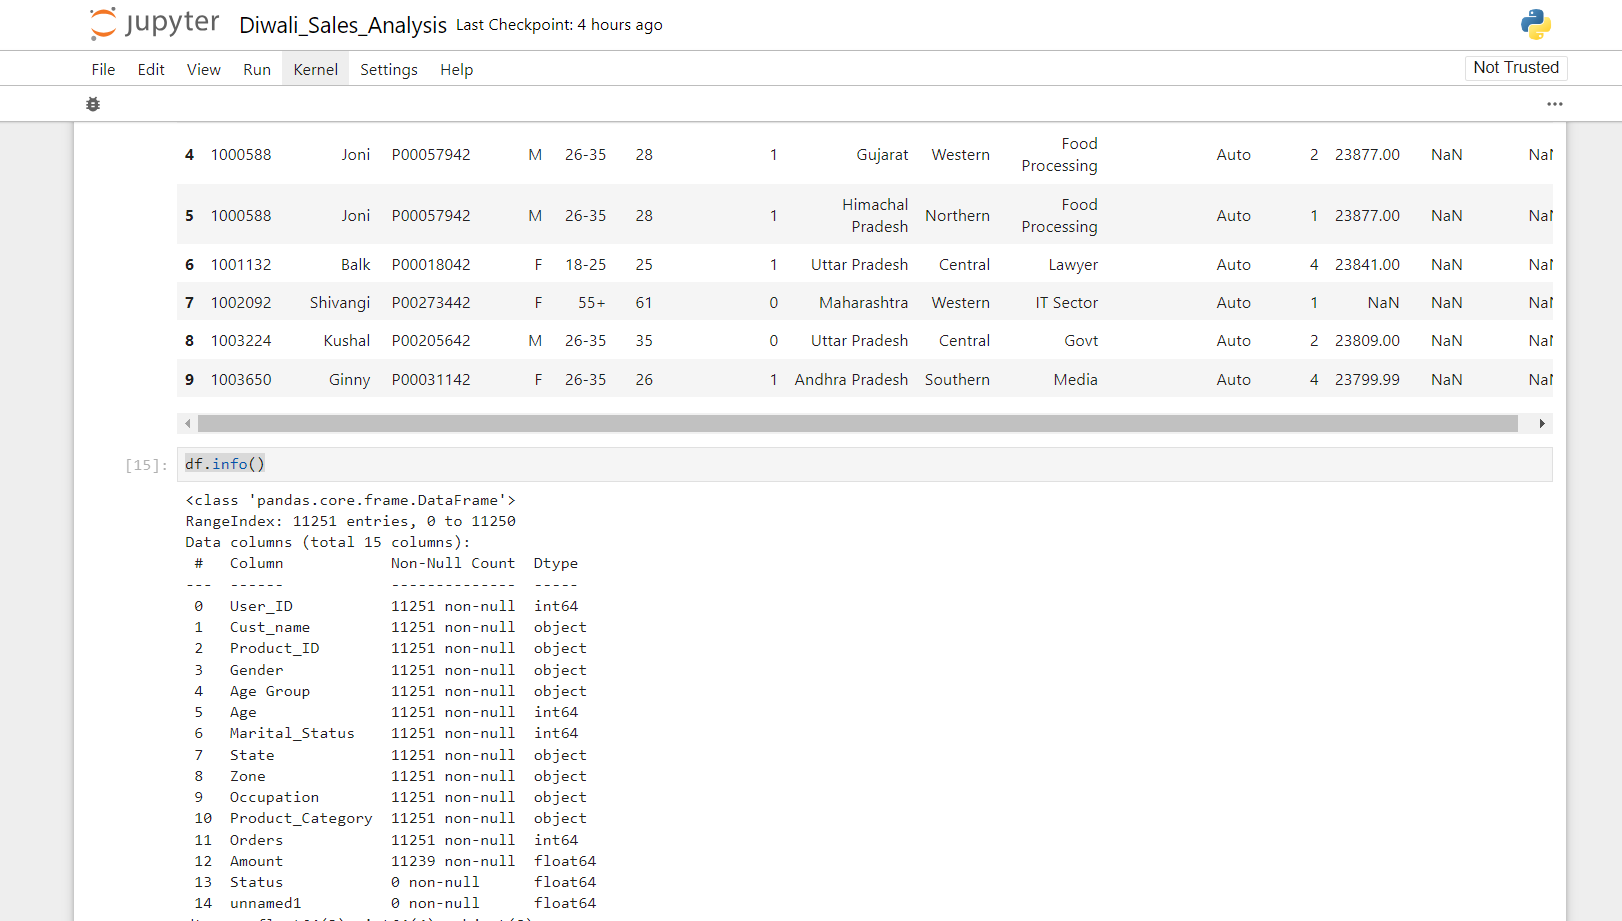 jupyter Diwali_Sales_Analysis Last Checkpoint: 4 hours ago
File Edit View Run Kernel Settings Help Not Trusted
4 1000588 Joni P00057942 M 26-35 28 1 Gujarat Western Food Processing Auto 2 23877.00 NaN NaN
5 1000588 Joni P00057942 M 26-35 28 1 Himachal Pradesh Northern Food Processing Auto 1 23877.00 NaN NaN
6 1001132 Balk P00018042 F 18-25 25 1 Uttar Pradesh Central Lawyer Auto 4 23841.00 NaN NaN
7 1002092 Shivangi P00273442 F 55+ 61 0 Maharashtra Western IT Sector Auto 1 NaN NaN NaN
8 1003224 Kushal P00205642 M 26-35 35 0 Uttar Pradesh Central Govt Auto 2 23809.00 NaN NaN
9 1003650 Ginny P00031142 F 26-35 26 1 Andhra Pradesh Southern Media Auto 4 23799.99 NaN NaN
[15]: df.info()
<class 'pandas.core.frame.DataFrame'>
RangeIndex: 11251 entries, 0 to 11250
Data columns (total 15 columns):
# Column Non-Null Count Dtype
--- ------ -------------- -----
0 User_ID 11251 non-null int64
1 Cust_name 11251 non-null object
2 Product_ID 11251 non-null object
3 Gender 11251 non-null object
4 Age Group 11251 non-null object
5 Age 11251 non-null int64
6 Marital_Status 11251 non-null int64
7 State 11251 non-null object
8 Zone 11251 non-null object
9 Occupation 11251 non-null object
10 Product_Category 11251 non-null object
11 Orders 11251 non-null int64
12 Amount 11239 non-null float64
13 Status 0 non-null float64
14 unnamed1 0 non-null float64